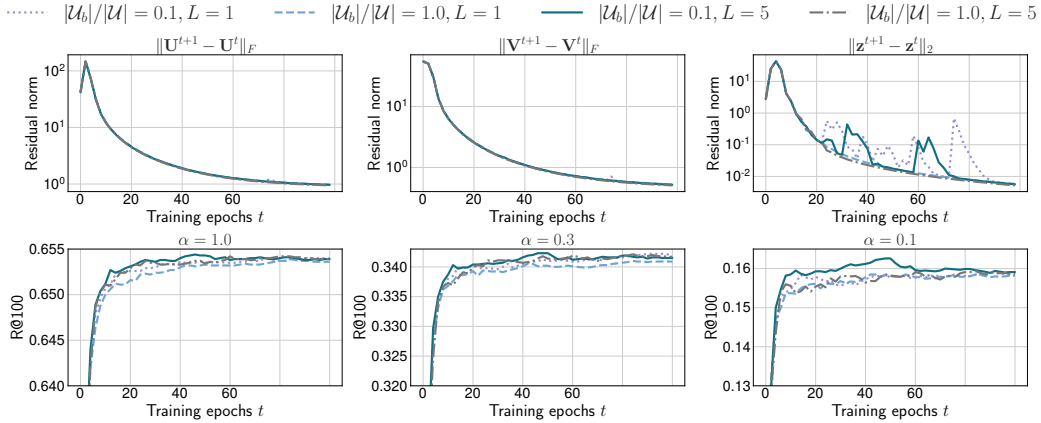 |𝒰_b|/|𝒰| = 0.1, L = 1 |𝒰_b|/|𝒰| = 1.0, L = 1 |𝒰_b|/|𝒰| = 0.1, L = 5 |𝒰_b|/|𝒰| = 1.0, L = 5
‖U^{t+1} − U^t‖_F ‖V^{t+1} − V^t‖_F ‖z^{t+1} − z^t‖_2
Residual norm
10^2
10^1
10^0
0 20 40 60
Training epochs t
Residual norm
10^1
10^0
0 20 40 60
Training epochs t
Residual norm
10^1
10^0
10^-1
10^-2
0 20 40 60
Training epochs t
α = 1.0 α = 0.3 α = 0.1
R@100
0.655
0.650
0.645
0.640
0 20 40 60
Training epochs t
R@100
0.340
0.335
0.330
0.325
0.320
0 20 40 60
Training epochs t
R@100
0.16
0.15
0.14
0.13
0 20 40 60
Training epochs t